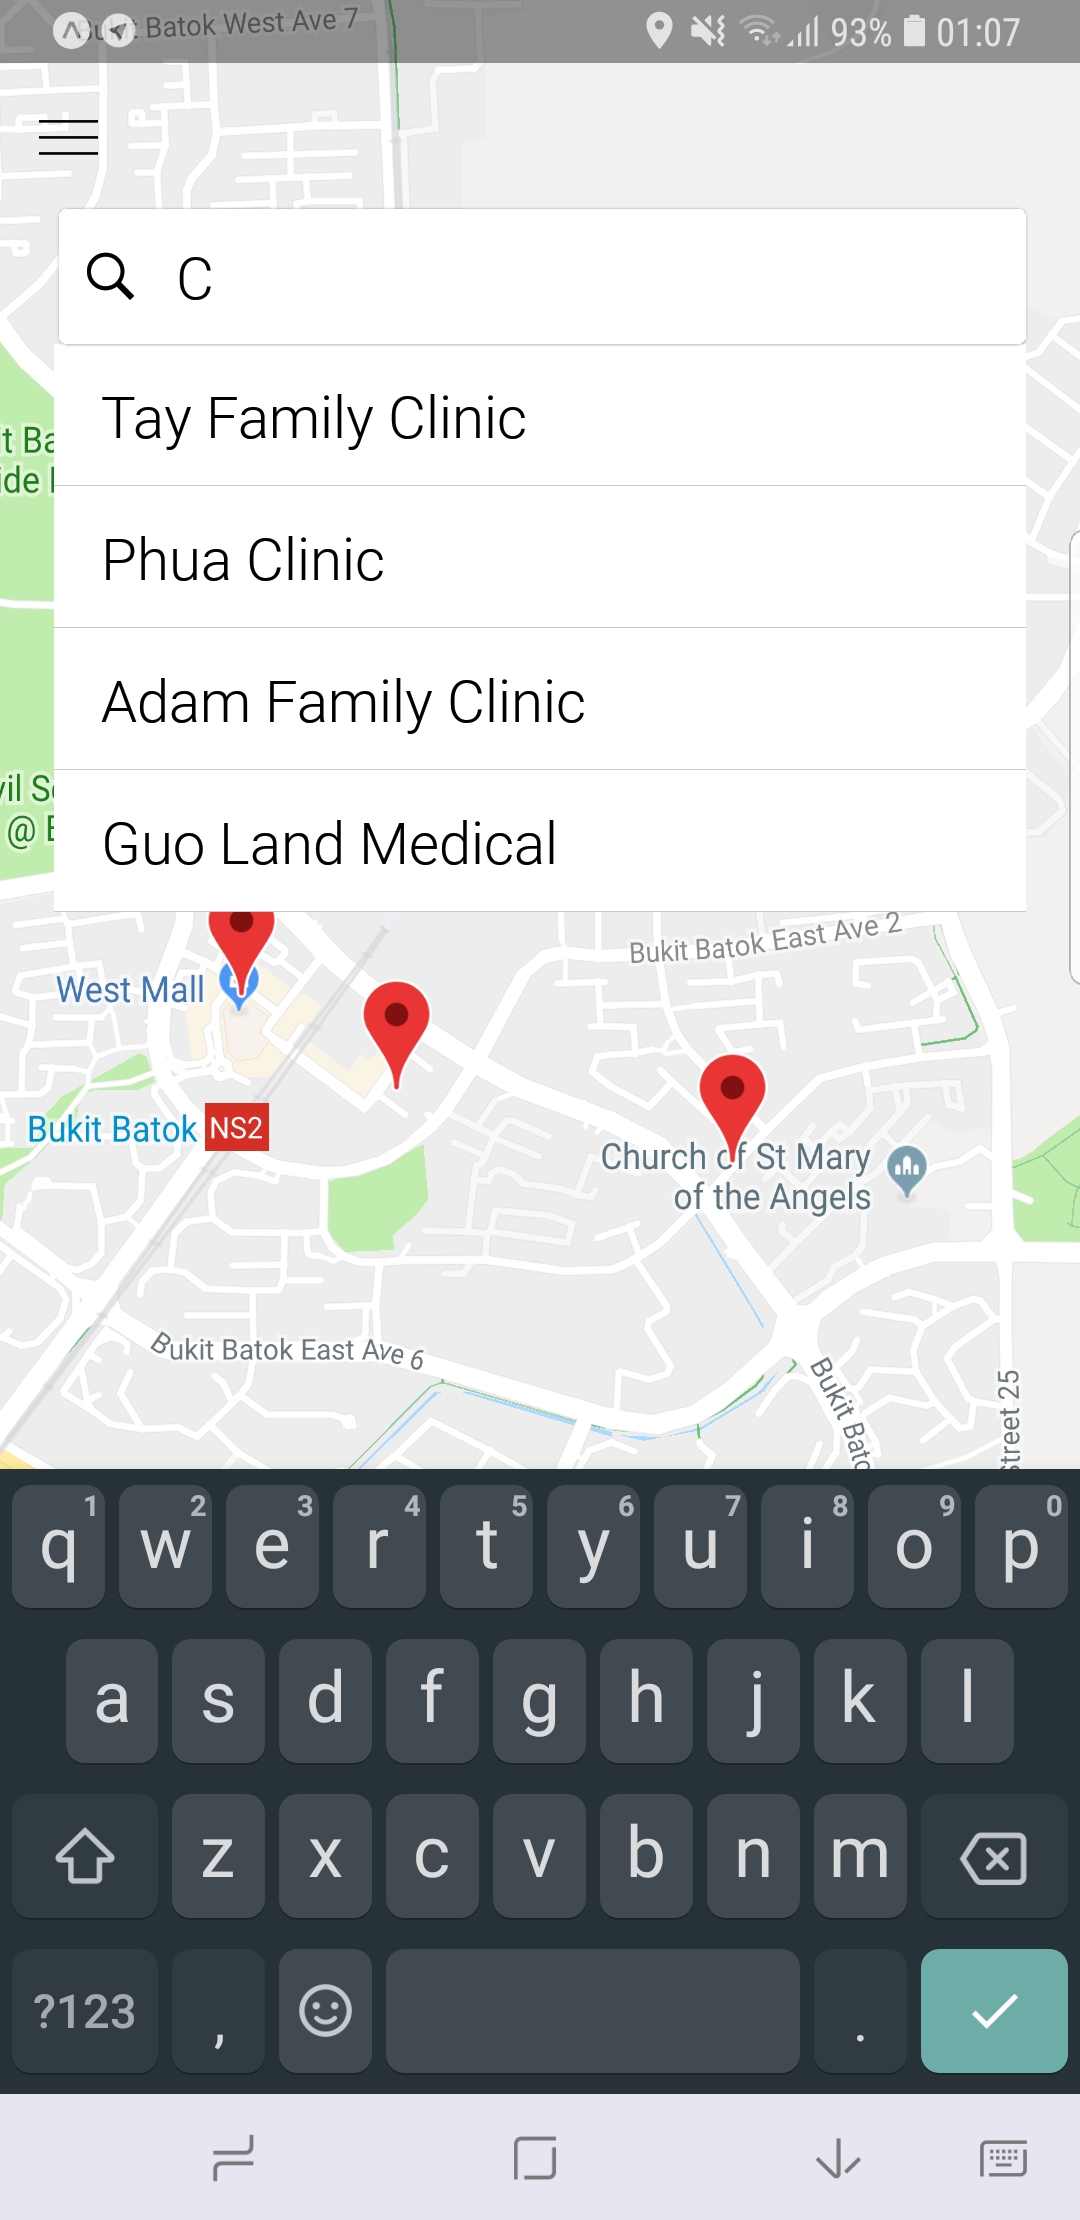 Bukit Batok West Ave 7
93% 01:07
C
Tay Family Clinic
Phua Clinic
Adam Family Clinic
Guo Land Medical
t Ba
ide
vil S
@
Bukit Batok East Ave 2
West Mall
Bukit Batok NS2
Church of St Mary
of the Angels
Bukit Batok East Ave 6
Bukit Bato
Street 25
1 2 3 4 5 6 7 8 9 0
q w e r t y u i o p
a s d f g h j k l
z x c v b n m
?123 , .